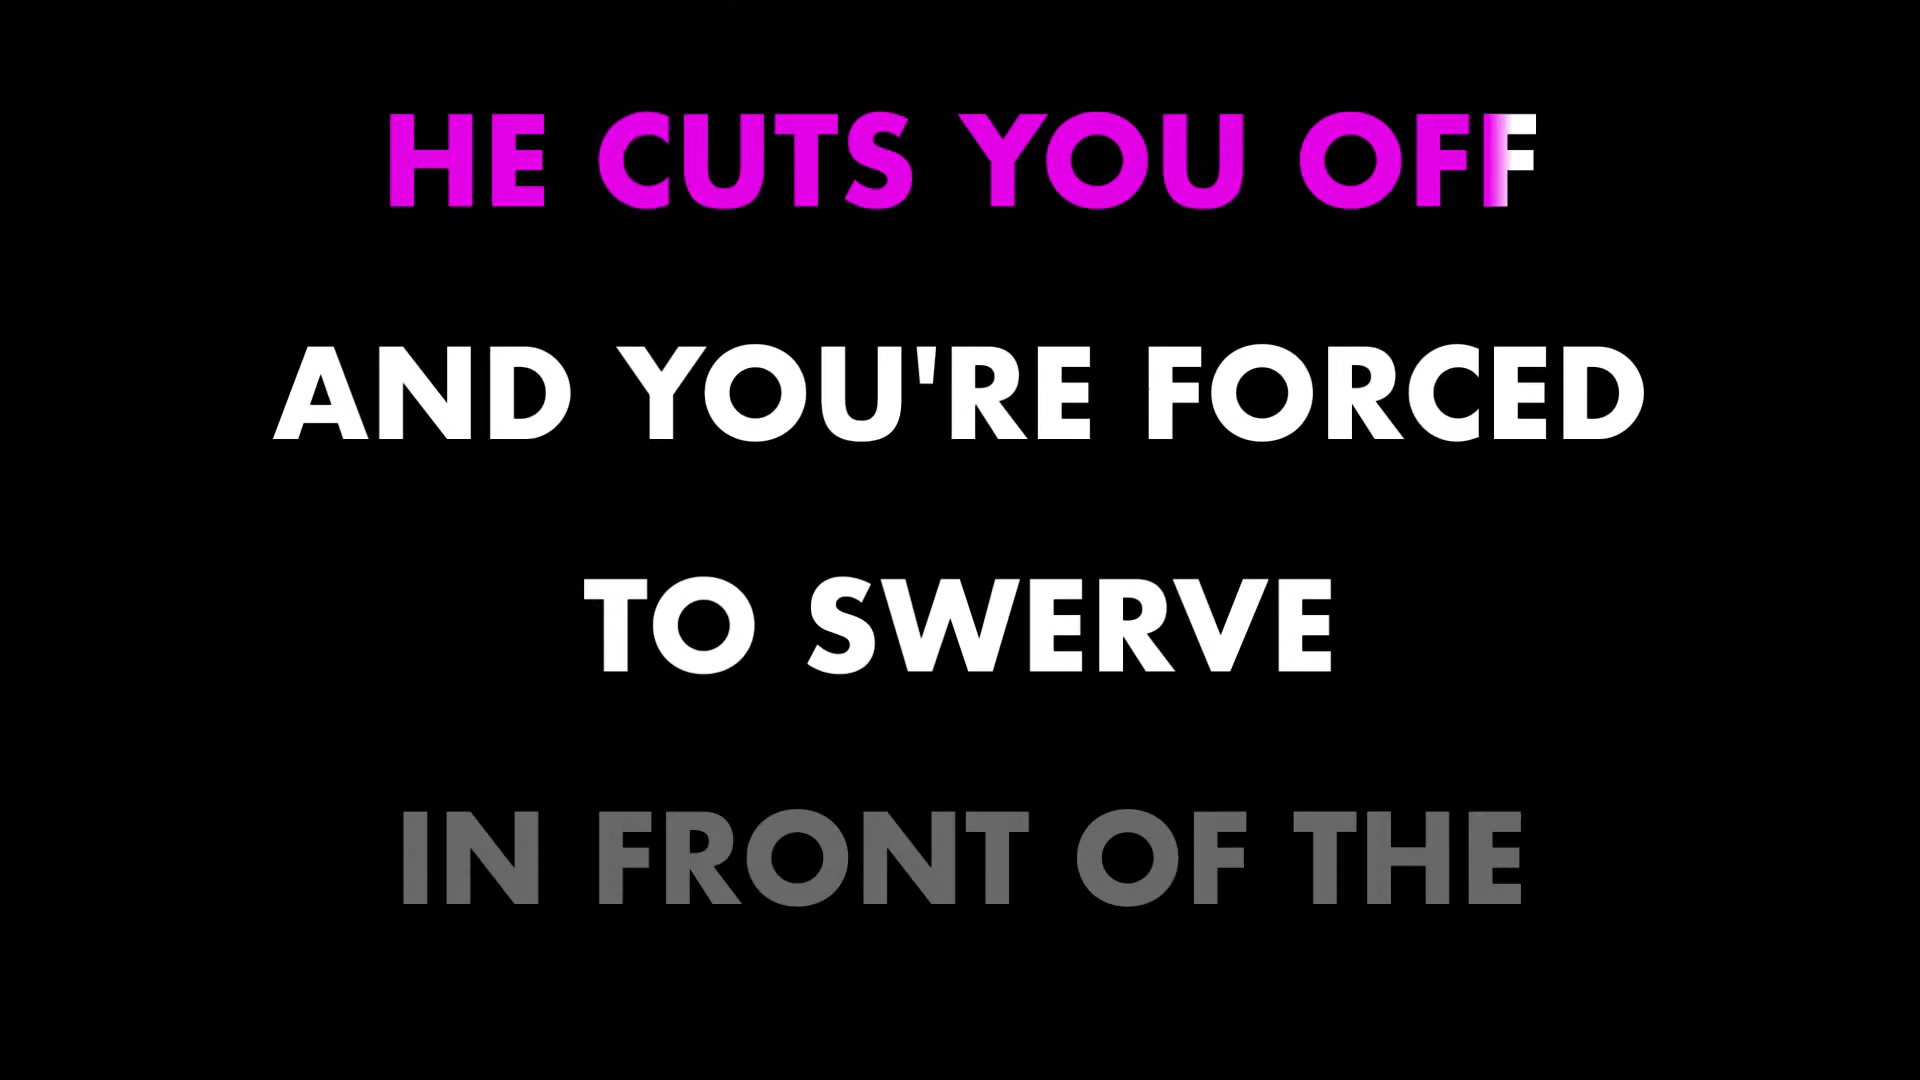 HE CUTS YOU OFF
AND YOU'RE FORCED
TO SWERVE
IN FRONT OF THE